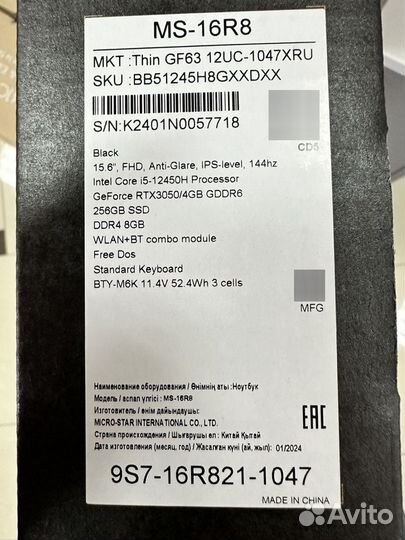 MS-16R8
MKT :Thin GF63 12UC-1047XRU
SKU :BB51245H8GXXDXX
S/N:K2401N0057718
CD5
Black
15.6", FHD, Anti-Glare, IPS-level, 144hz
Intel Core i5-12450H Processor
GeForce RTX3050/4GB GDDR6
256GB SSD
DDR4 8GB
WLAN+BT combo module
Free Dos
Standard Keyboard
BTY-M6K 11.4V 52.4Wh 3 cells
MFG
Наименование оборудования / Өнімнің аты : Ноутбук
Модель / аспап үлгісі : MS-16R8
Изготовитель / өнім дайындаушы:
MICRO-STAR INTERNATIONAL CO., LTD.
Страна происхождения / Шығарушы ел : Китай Қытай
Дата изготовления (месяц, год) / Жасалған күні (ай, жыл): 01/2024
EAC
9S7-16R821-1047
MADE IN CHINA
Avito